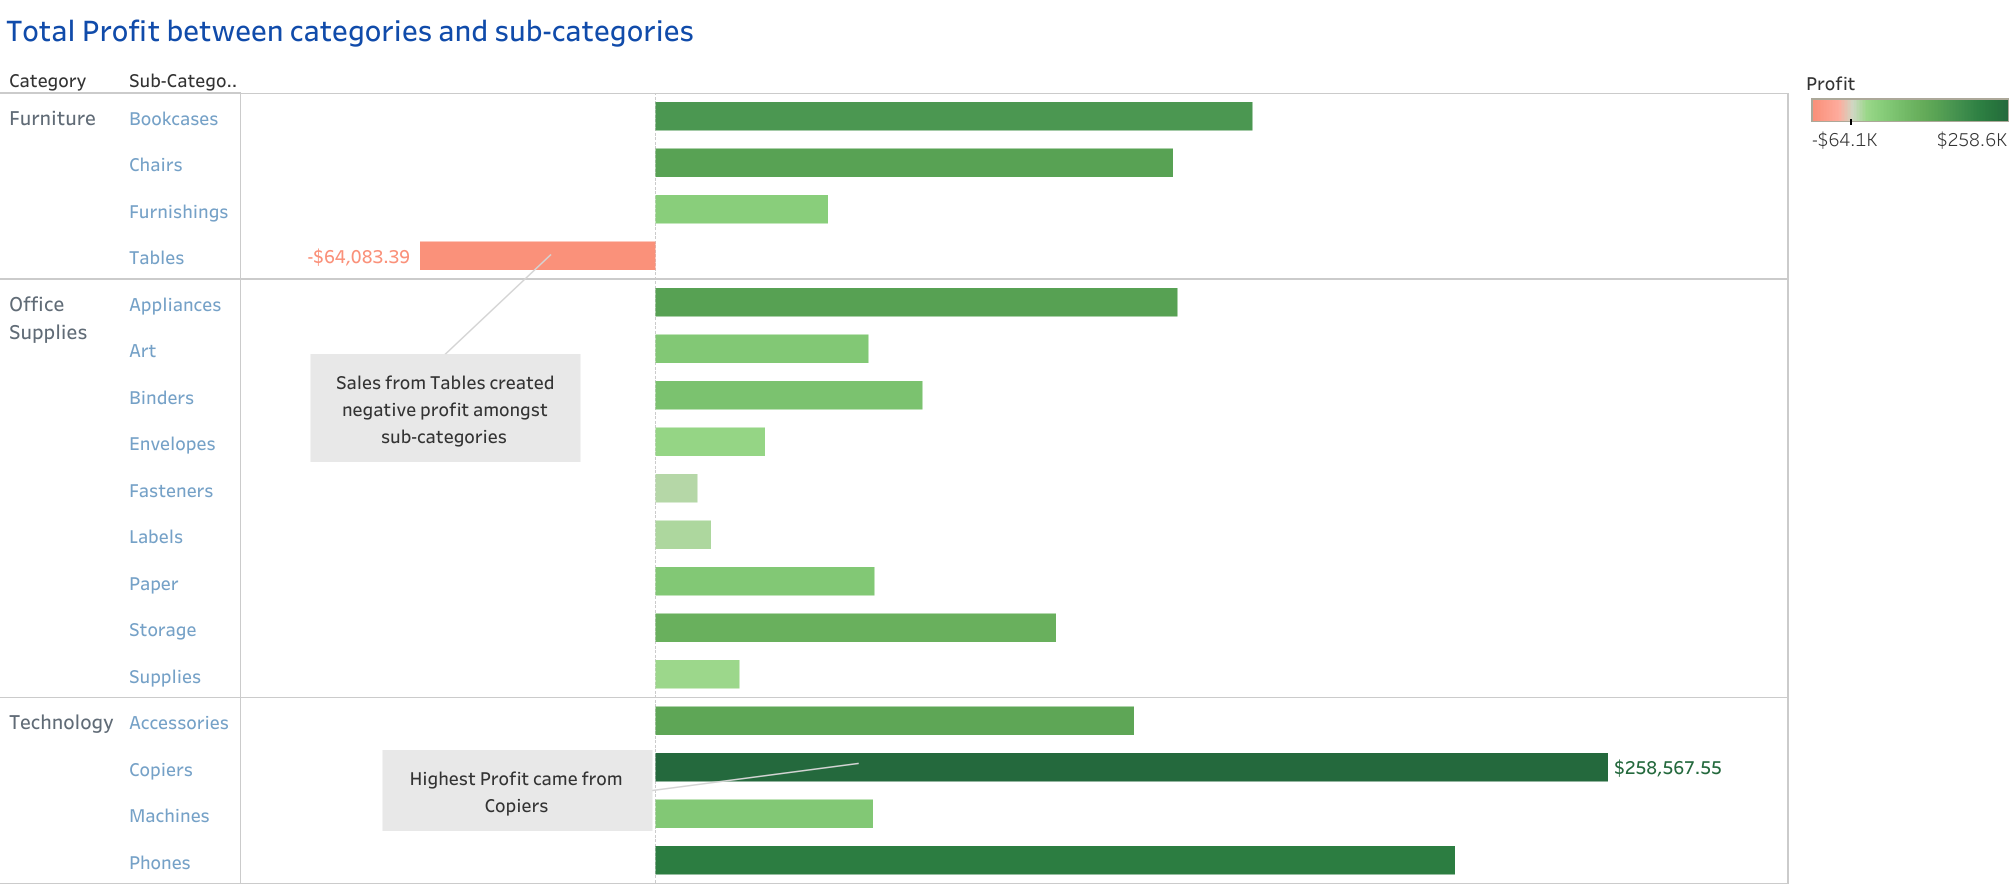 Total Profit between categories and sub-categories
Category Sub-Catego..
Profit
-$64.1K $258.6K
Furniture Bookcases
Chairs
Furnishings
Tables -$64,083.39
Office
Supplies
Appliances
Art
Binders
Envelopes
Fasteners
Labels
Paper
Storage
Supplies
Sales from Tables created
negative profit amongst
sub-categories
Technology Accessories
Copiers $258,567.55
Machines
Phones
Highest Profit came from
Copiers